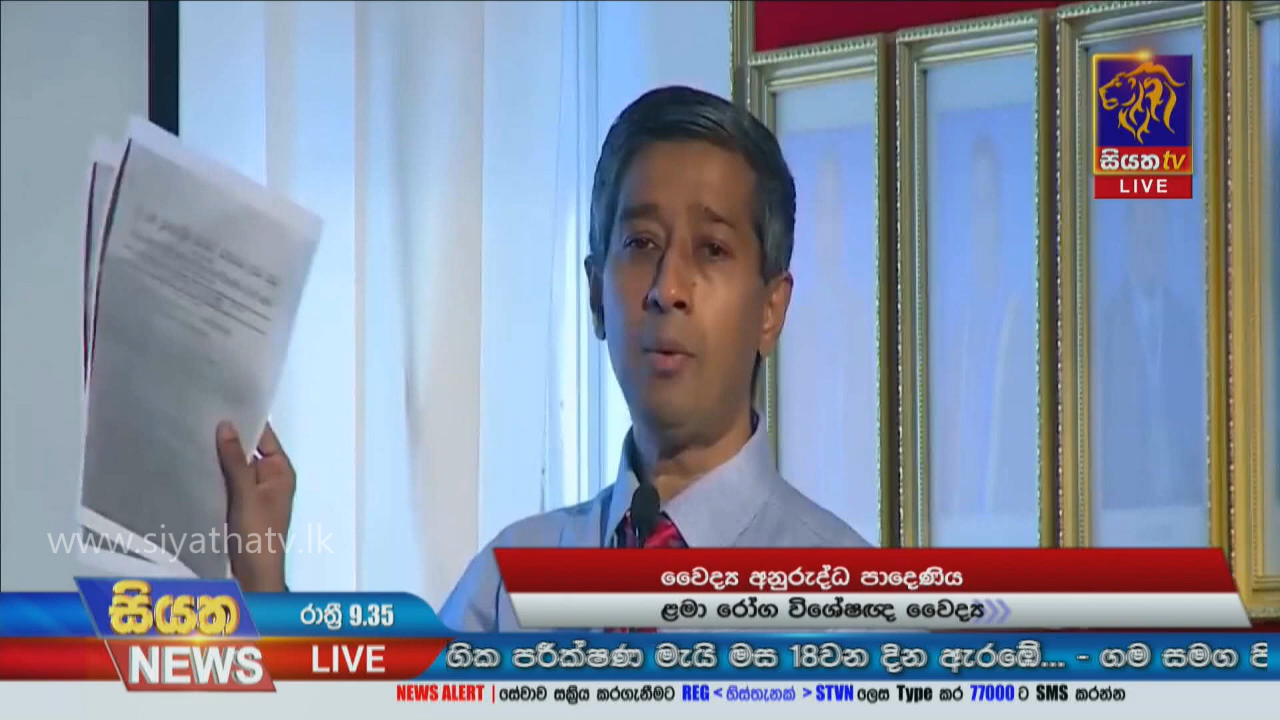 සියත tv
LIVE
www.siyathatv.lk
වෛද්‍ය අනුරුද්ධ පාදෙණිය
ළමා රෝග විශේෂඥ වෛද්‍ය
සියත
රාත්‍රී 9.35
NEWS
LIVE
ගික පරීක්ෂණ මැයි මස 18වන දින ඇරඹේ... - ගම සමග පි
NEWS ALERT | සේවාව සක්‍රිය කරගැනීමට REG < හිස්තැනක් > STVN ලෙස Type කර 77000 ට SMS කරන්න